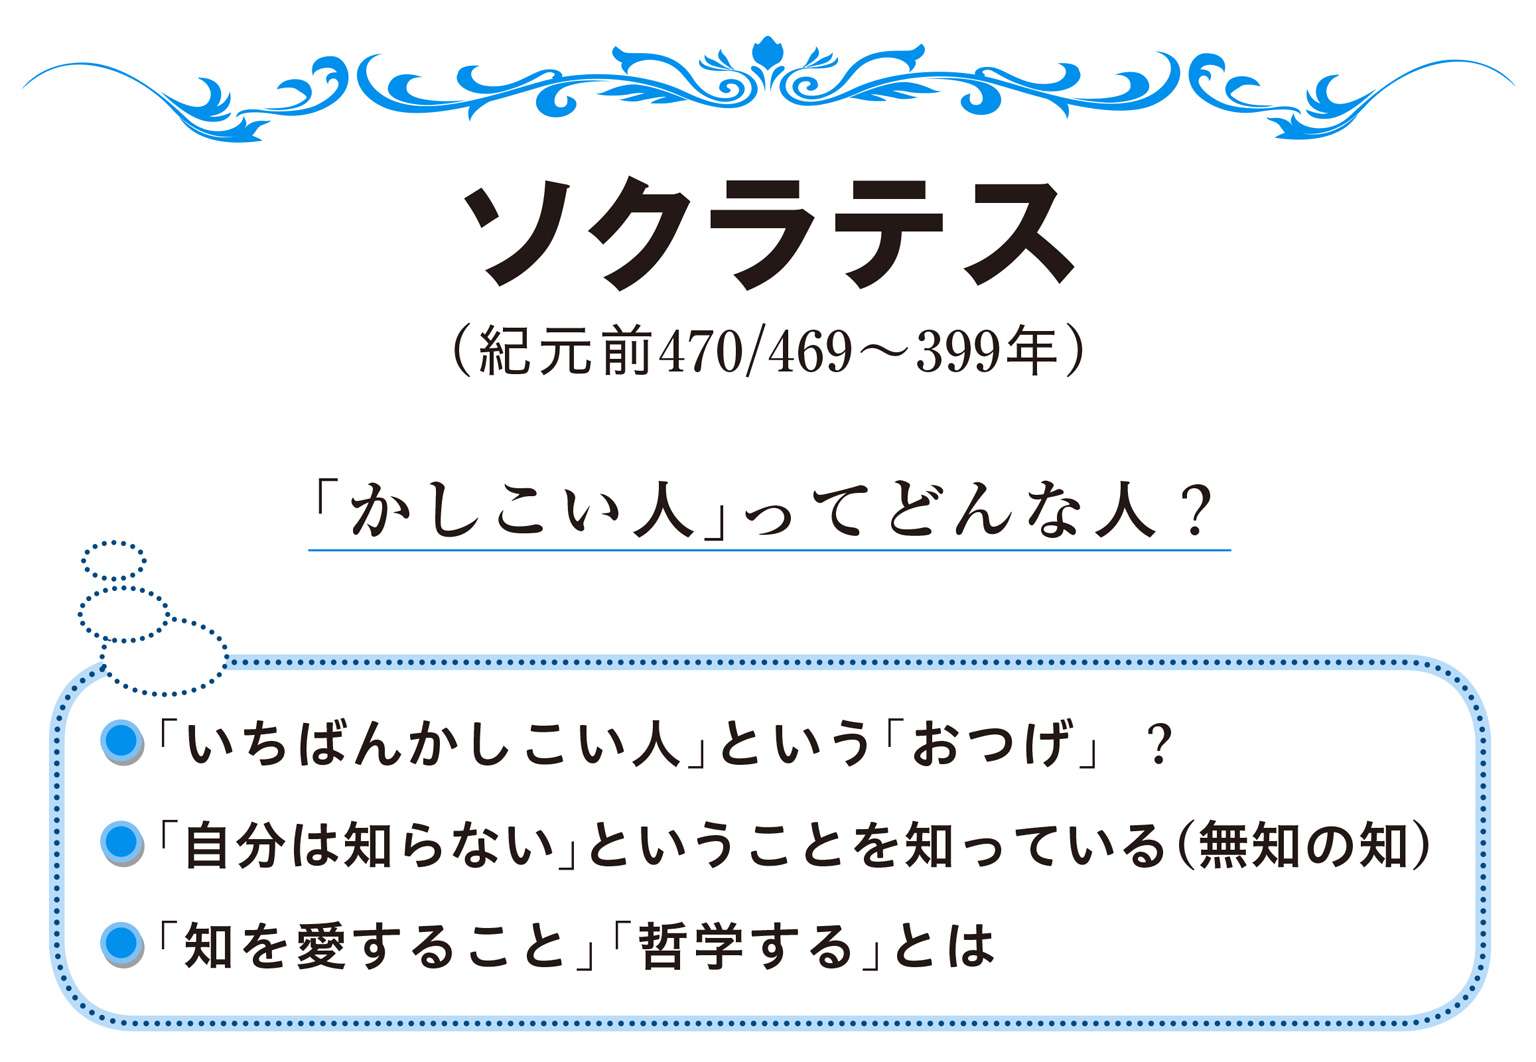 ソクラテス
（紀元前470/469〜399年）
「かしこい人」ってどんな人？
「いちばんかしこい人」という「おつげ」？
「自分は知らない」ということを知っている（無知の知）
「知を愛すること」「哲学する」とは